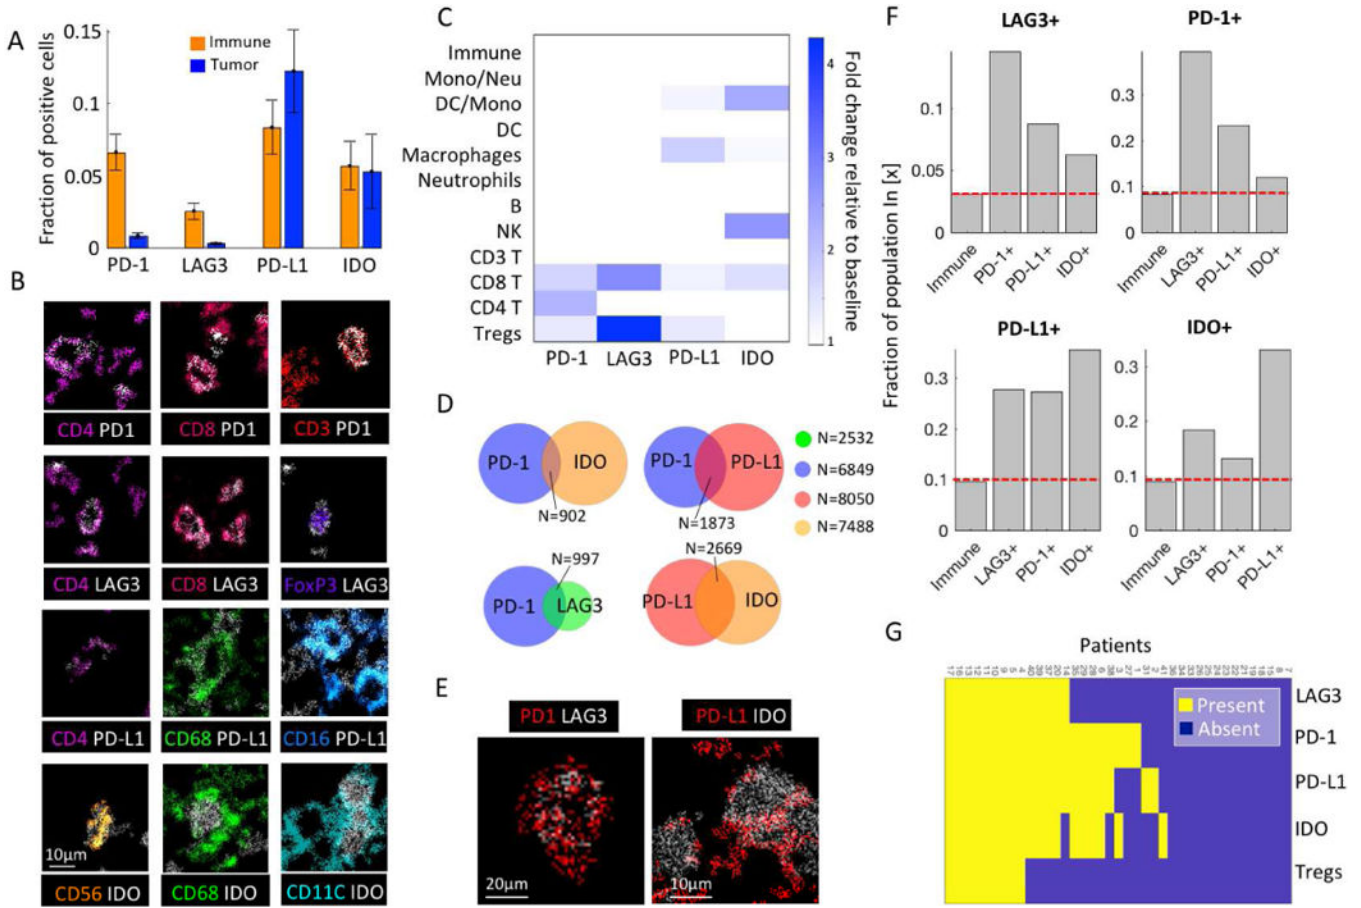 A
Fraction of positive cells
0.15
0.1
0.05
0
Immune
Tumor
PD-1 LAG3 PD-L1 IDO
B
CD4 PD1
CD8 PD1
CD3 PD1
CD4 LAG3
CD8 LAG3
FoxP3 LAG3
CD4 PD-L1
CD68 PD-L1
CD16 PD-L1
10µm
CD56 IDO
CD68 IDO
CD11C IDO
C
Immune
Mono/Neu
DC/Mono
DC
Macrophages
Neutrophils
B
NK
CD3 T
CD8 T
CD4 T
Tregs
PD-1 LAG3 PD-L1 IDO
4
3
2
1
Fold change relative to baseline
D
PD-1 IDO
N=902
PD-1 PD-L1
N=1873
N=2532
N=6849
N=8050
N=7488
N=997
PD-1 LAG3
N=2669
PD-L1 IDO
E
PD1 LAG3
20µm
PD-L1 IDO
10µm
F
Fraction of population In [x]
LAG3+
0.1
0.05
0
Immune
PD-1+
PD-L1+
IDO+
PD-1+
0.3
0.2
0.1
0
Immune
LAG3+
PD-L1+
IDO+
PD-L1+
0.3
0.2
0.1
0
Immune
LAG3+
PD-1+
IDO+
IDO+
0.3
0.2
0.1
0
Immune
LAG3+
PD-1+
PD-L1+
G
Patients
Present
Absent
LAG3
PD-1
PD-L1
IDO
Tregs